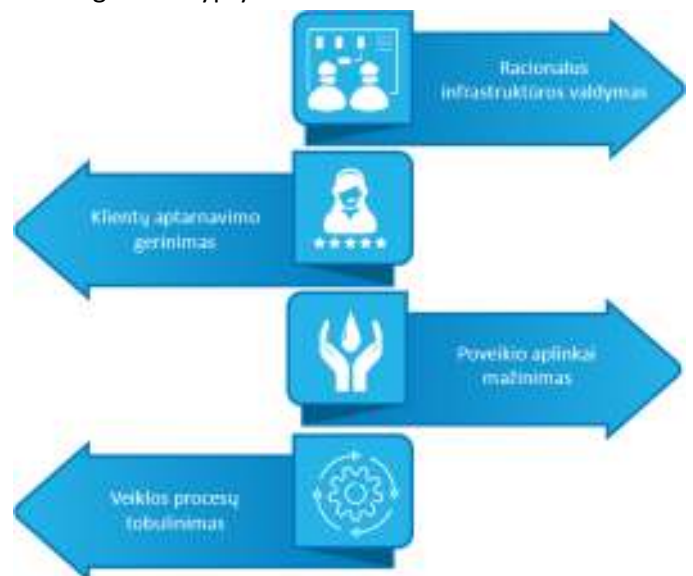 Racionalus
infrastruktūros valdymas
Klientų aptarnavimo
gerinimas
Poveikio aplinkai
mažinimas
Veiklos procesų
tobulinimas